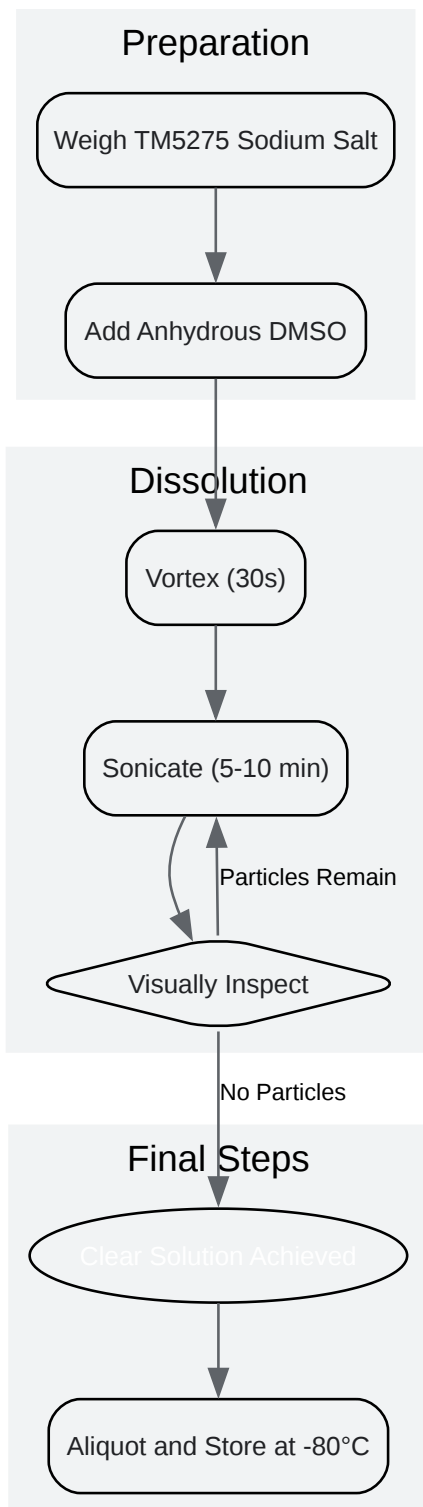 Preparation
Weigh TM5275 Sodium Salt
Add Anhydrous DMSO
Dissolution
Vortex (30s)
Sonicate (5-10 min)
Particles Remain
Visually Inspect
No Particles
Final Steps
Clear Solution Achieved
Aliquot and Store at -80°C